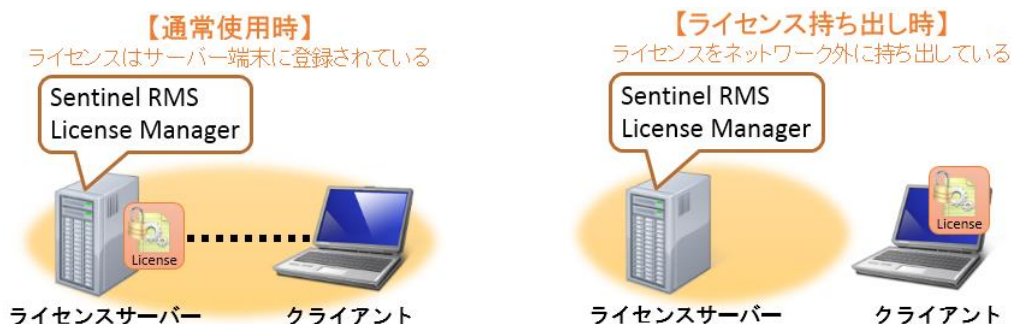 【通常使用時】
ライセンスはサーバー端末に登録されている
Sentinel RMS
License Manager
License
ライセンスサーバー
クライアント
【ライセンス持ち出し時】
ライセンスをネットワーク外に持ち出している
Sentinel RMS
License Manager
License
ライセンスサーバー
クライアント